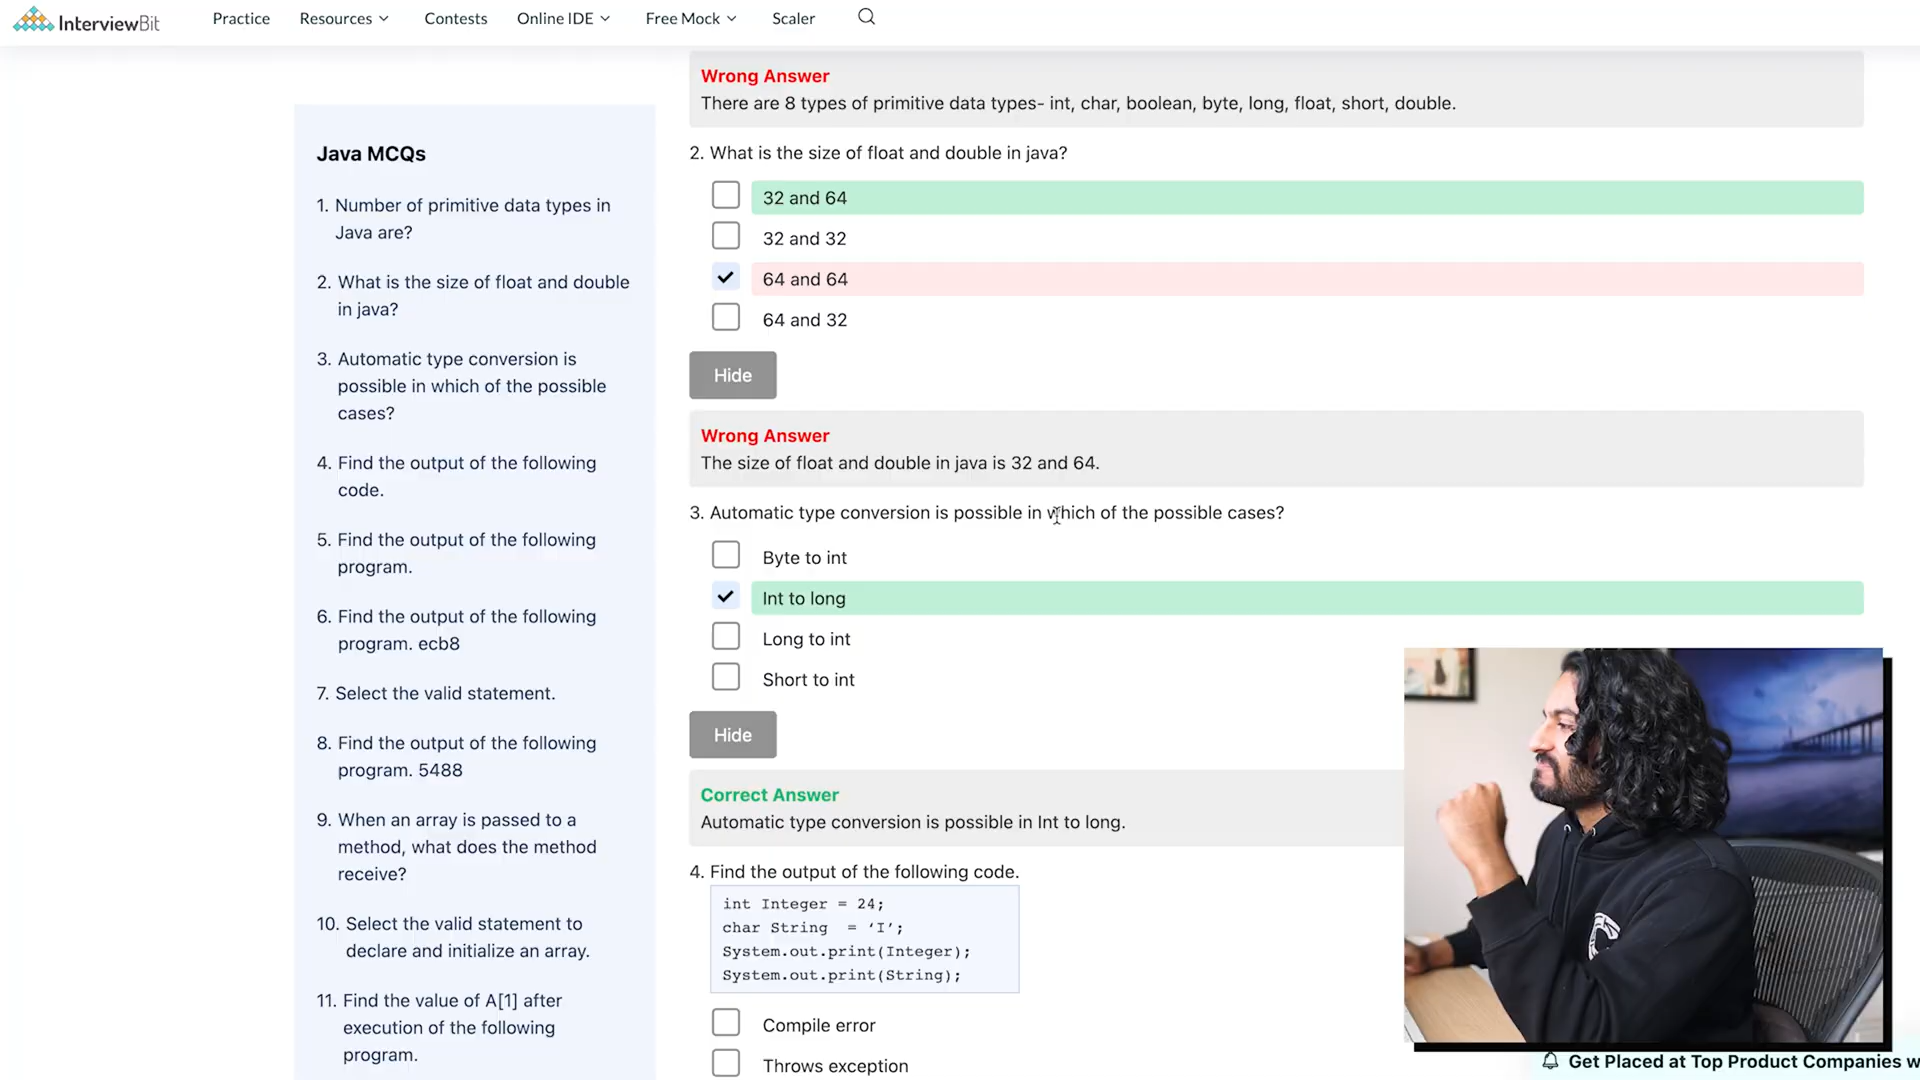 InterviewBit
Practice
Resources
Contests
Online IDE
Free Mock
Scaler
Java MCQs
1. Number of primitive data types in
Java are?
2. What is the size of float and double
in java?
3. Automatic type conversion is
possible in which of the possible
cases?
4. Find the output of the following
code.
5. Find the output of the following
program.
6. Find the output of the following
program. ecb8
7. Select the valid statement.
8. Find the output of the following
program. 5488
9. When an array is passed to a
method, what does the method
receive?
10. Select the valid statement to
declare and initialize an array.
11. Find the value of A[1] after
execution of the following
program.
Wrong Answer
There are 8 types of primitive data types- int, char, boolean, byte, long, float, short, double.
2. What is the size of float and double in java?
32 and 64
32 and 32
64 and 64
64 and 32
Hide
Wrong Answer
The size of float and double in java is 32 and 64.
3. Automatic type conversion is possible in which of the possible cases?
Byte to int
Int to long
Long to int
Short to int
Hide
Correct Answer
Automatic type conversion is possible in Int to long.
4. Find the output of the following code.
int Integer = 24;
char String  = ‘I’;
System.out.print(Integer);
System.out.print(String);
Compile error
Throws exception
Get Placed at Top Product Companies w